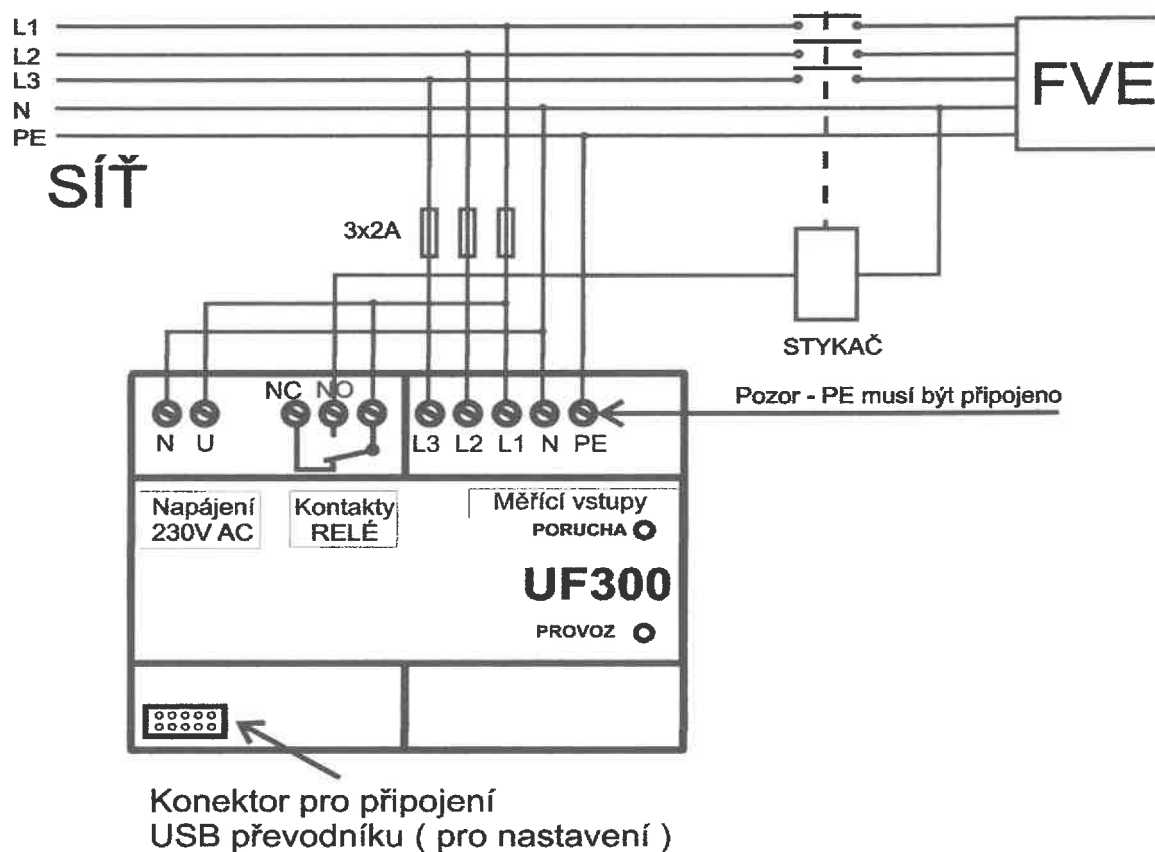 L1
L2
L3
N
PE
SÍŤ
FVE
3x2A
STYKAČ
Pozor - PE musí být připojeno
NC NO
N U
L3 L2 L1 N PE
Napájení
230V AC
Kontakty
RELÉ
Měřící vstupy
PORUCHA
UF300
PROVOZ
Konektor pro připojení
USB převodníku ( pro nastavení )